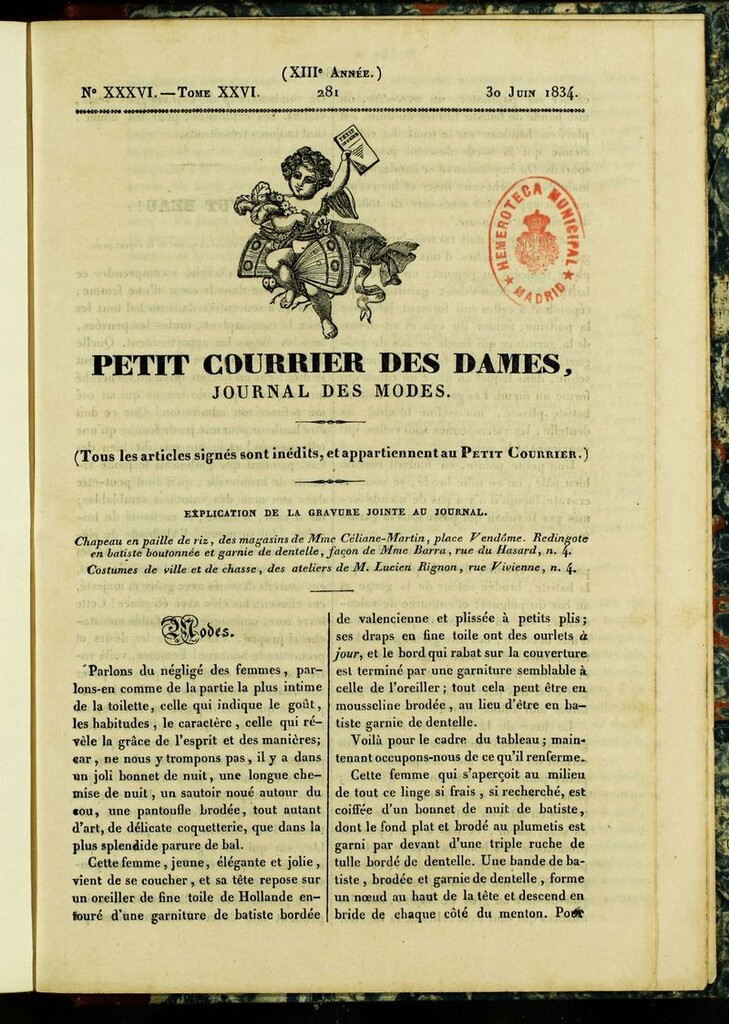 (XIIIe Année.)
No XXXVI.—Tome XXVI. 281 30 Juin 1834.
PETIT
HEMEROTECA MUNICIPAL
★ MADRID ★
PETIT COURRIER DES DAMES,
JOURNAL DES MODES.
(Tous les articles signés sont inédits, et appartiennent au Petit Courrier.)
EXPLICATION DE LA GRAVURE JOINTE AU JOURNAL.
Chapeau en paille de riz, des magasins de Mme Céliane-Martin, place Vendôme. Redingote
en batiste boutonnée et garnie de dentelle, façon de Mme Barra, rue du Hasard, n. 4.
Costumes de ville et de chasse, des ateliers de M. Lucien Rignon, rue Vivienne, n. 4.
Modes.
Parlons du négligé des femmes, par-
lons-en comme de la partie la plus intime
de la toilette, celle qui indique le goût,
les habitudes, le caractère, celle qui ré-
vèle la grâce de l'esprit et des manières;
car, ne nous y trompons pas, il y a dans
un joli bonnet de nuit, une longue che-
mise de nuit, un sautoir noué autour du
cou, une pantoufle brodée, tout autant
d'art, de délicate coquetterie, que dans la
plus splendide parure de bal.
Cette femme, jeune, élégante et jolie,
vient de se coucher, et sa tête repose sur
un oreiller de fine toile de Hollande en-
touré d'une garniture de batiste bordée
de valencienne et plissée à petits plis;
ses draps en fine toile ont des ourlets à
jour, et le bord qui rabat sur la couverture
est terminé par une garniture semblable à
celle de l'oreiller; tout cela peut être en
mousseline brodée, au lieu d'être en ba-
tiste garnie de dentelle.
Voilà pour le cadre du tableau; main-
tenant occupons-nous de ce qu'il renferme.
Cette femme qui s'aperçoit au milieu
de tout ce linge si frais, si recherché, est
coiffée d'un bonnet de nuit de batiste,
dont le fond plat et brodé au plumetis est
garni par devant d'une triple ruche de
tulle bordé de dentelle. Une bande de ba-
tiste, brodée et garnie de dentelle, forme
un nœud au haut de la tête et descend en
bride de chaque côté du menton. Pour